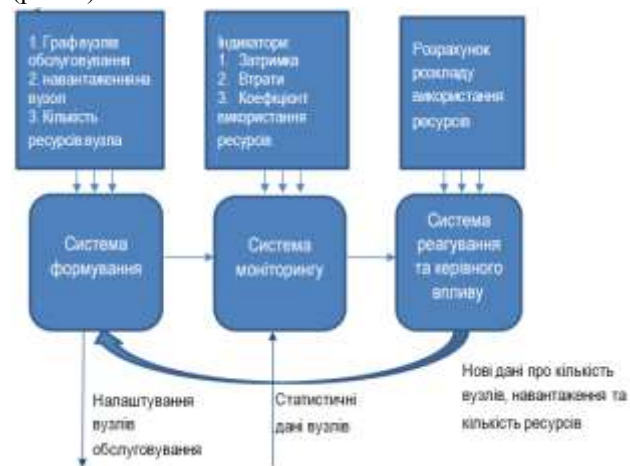 1. Граф вузлів
обслуговування
2. навантаження на
вузол
3. Кількість
ресурсів вузла
Індикатори:
1. Затримка
2. Втрати
3. Коефіцієнт
використання
ресурсів
Розрахунок
розкладу
використання
ресурсів
Система
формування
Система
моніторингу
Система
реагування
та керівного
впливу
Налаштування
вузлів
обслуговування
Статистичні
дані вузлів
Нові дані про кількість
вузлів, навантаження та
кількість ресурсів